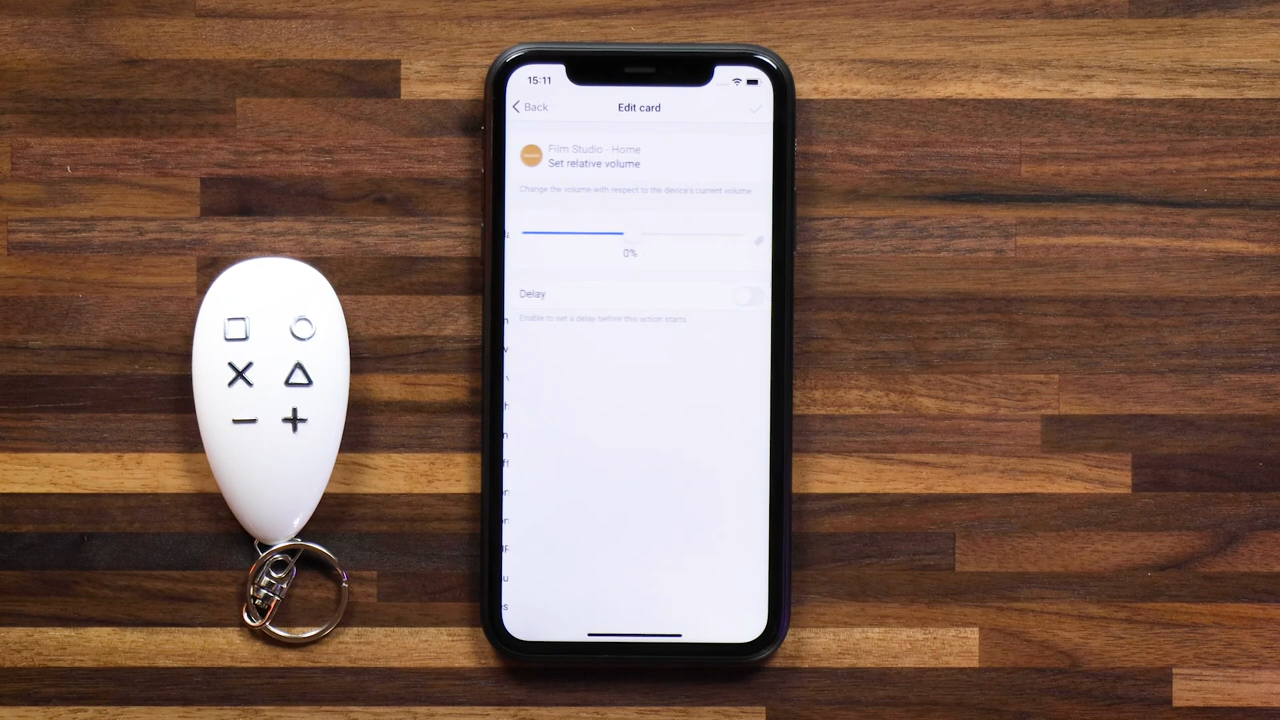 15:11
Back
Edit card
Film Studio - Home
Set relative volume
Change the volume with respect to the device's current volume
0%
Delay
Enable to set a delay before this action starts